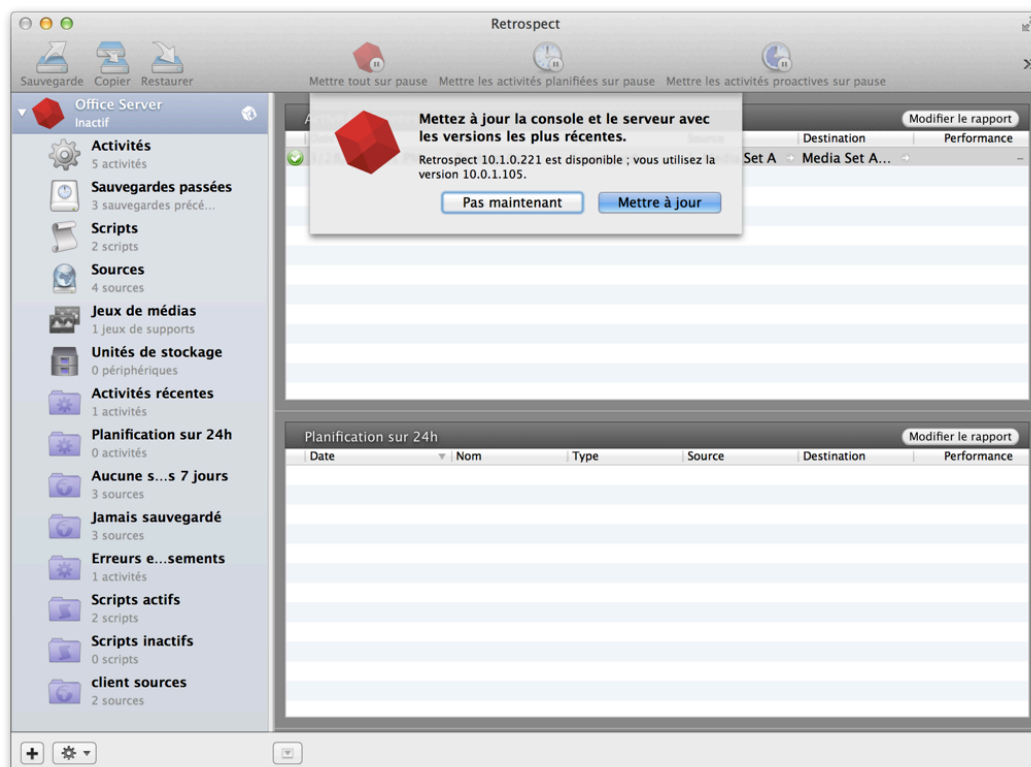 Retrospect
Sauvegarde Copier Restaurer Mettre tout sur pause Mettre les activités planifiées sur pause Mettre les activités proactives sur pause
Office Server
Inactif
Activités
5 activités
Sauvegardes passées
3 sauvegardes précé...
Scripts
2 scripts
Sources
4 sources
Jeux de médias
1 jeux de supports
Unités de stockage
0 périphériques
Activités récentes
1 activités
Planification sur 24h
0 activités
Aucune s...s 7 jours
3 sources
Jamais sauvegardé
3 sources
Erreurs e...sements
1 activités
Scripts actifs
2 scripts
Scripts inactifs
0 scripts
client sources
2 sources
Mettez à jour la console et le serveur avec
les versions les plus récentes.
Retrospect 10.1.0.221 est disponible ; vous utilisez la
version 10.0.1.105.
Pas maintenant Mettre à jour
Modifier le rapport
Source Destination Performance
Set A Media Set A... –
Planification sur 24h Modifier le rapport
Date Nom Type Source Destination Performance